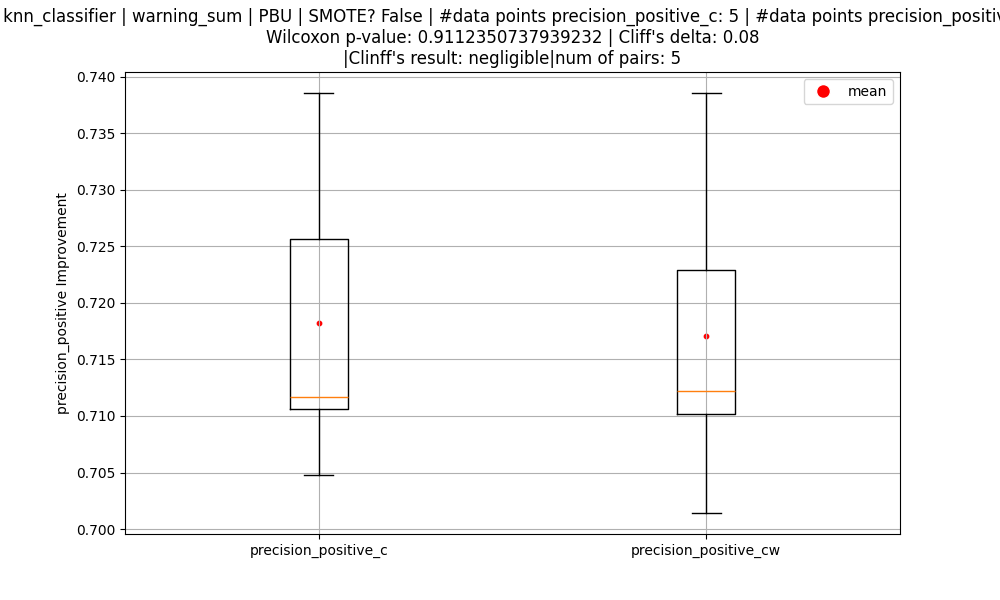 knn_classifier | warning_sum | PBU | SMOTE? False | #data points precision_positive_c: 5 | #data points
Wilcoxon p-value: 0.9112350737939232 | Cliff's delta: 0.08
|Clinff's result: negligible|num of pairs: 5
mean
0.740
0.735
0.730
0.725
0.720
0.715
0.710
0.705
0.700
precision_positive Improvement
precision_positive_c
precision_positive_cw